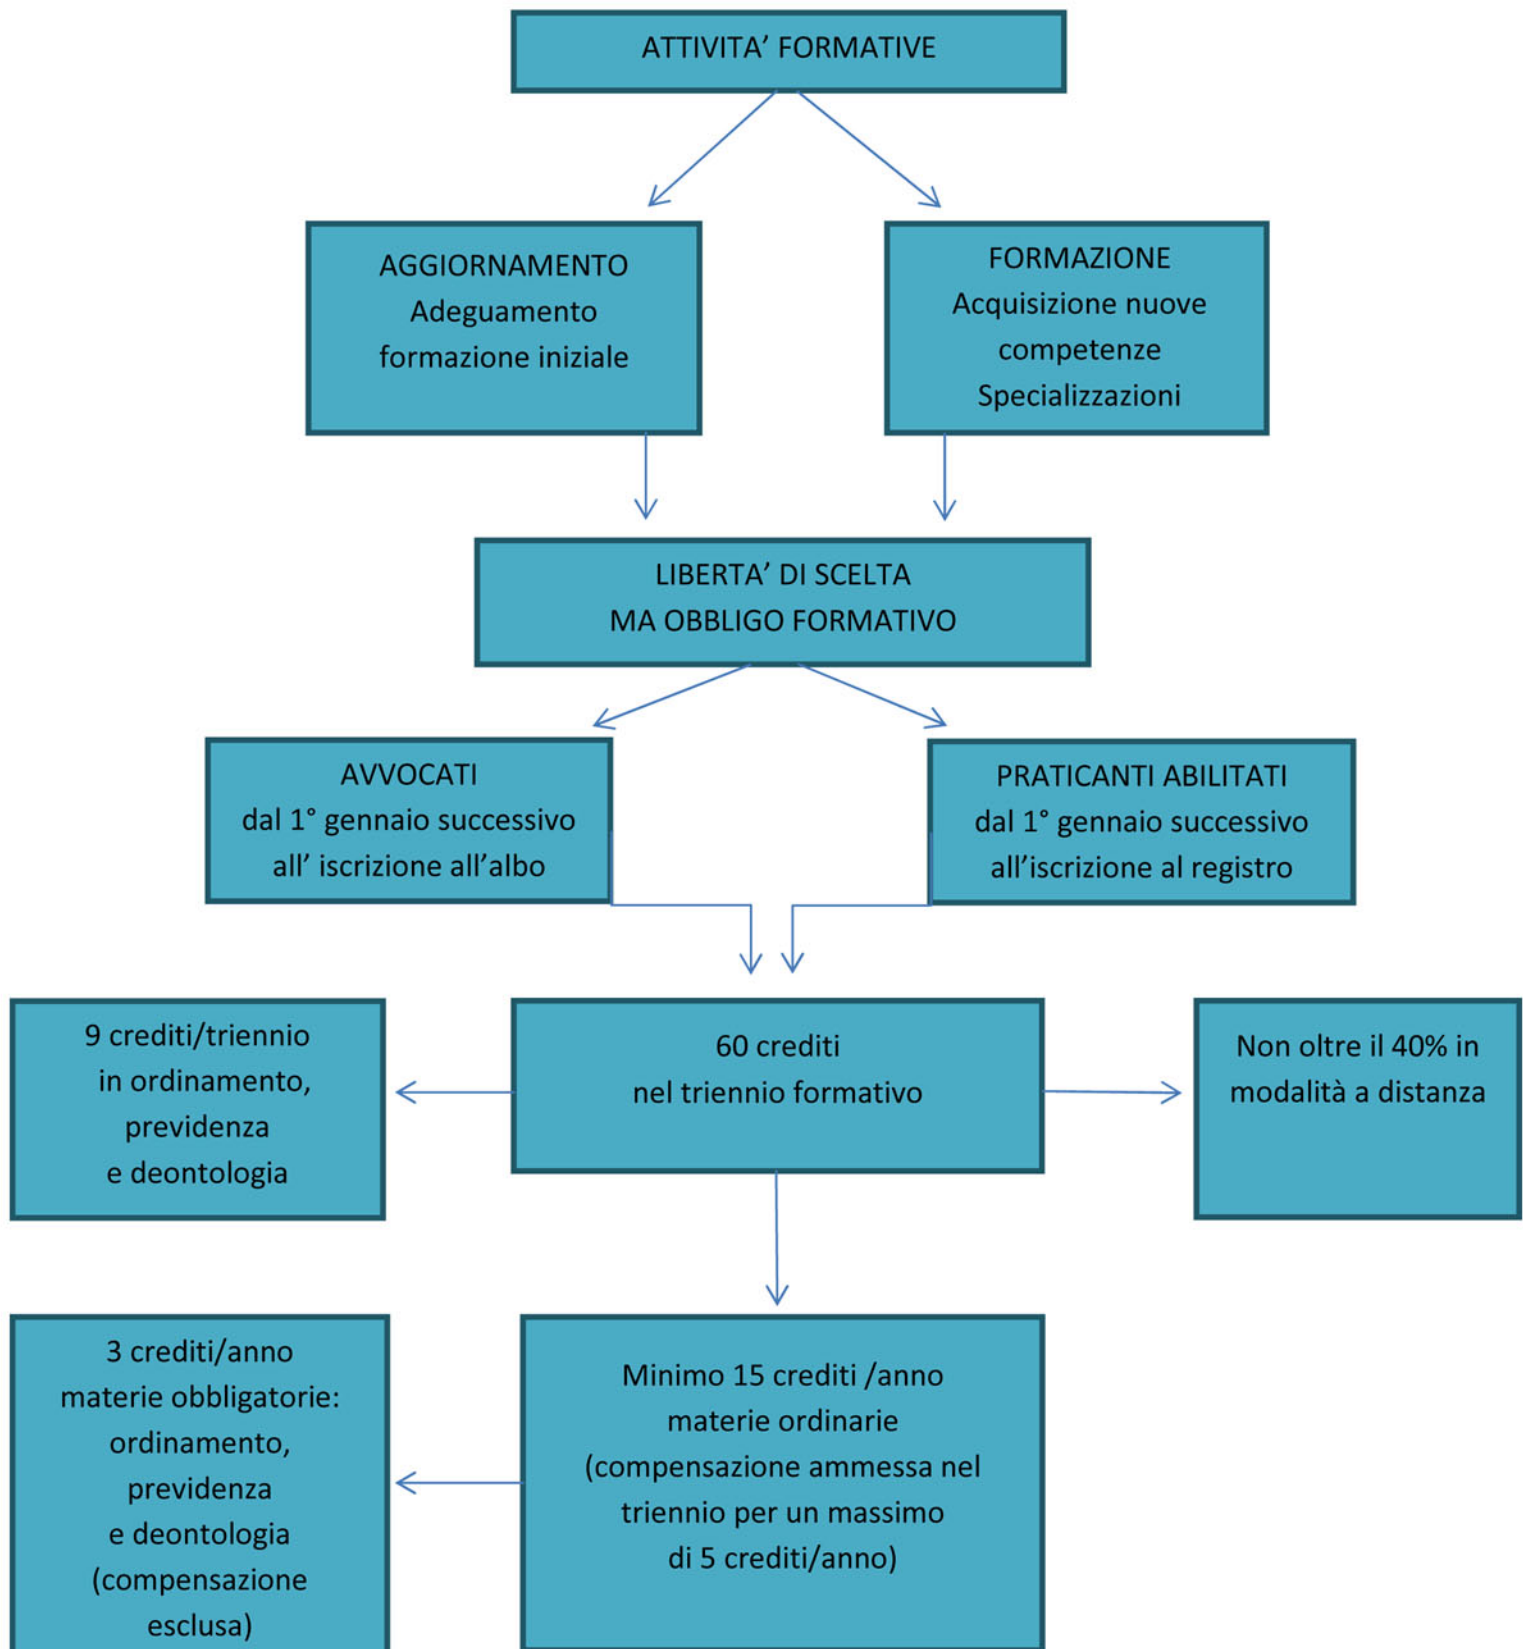 ATTIVITA’ FORMATIVE
AGGIORNAMENTO
Adeguamento
formazione iniziale
FORMAZIONE
Acquisizione nuove
competenze
Specializzazioni
LIBERTA’ DI SCELTA
MA OBBLIGO FORMATIVO
AVVOCATI
dal 1° gennaio successivo
all’ iscrizione all’albo
PRATICANTI ABILITATI
dal 1° gennaio successivo
all’iscrizione al registro
9 crediti/triennio
in ordinamento,
previdenza
e deontologia
60 crediti
nel triennio formativo
Non oltre il 40% in
modalità a distanza
3 crediti/anno
materie obbligatorie:
ordinamento,
previdenza
e deontologia
(compensazione
esclusa)
Minimo 15 crediti /anno
materie ordinarie
(compensazione ammessa nel
triennio per un massimo
di 5 crediti/anno)